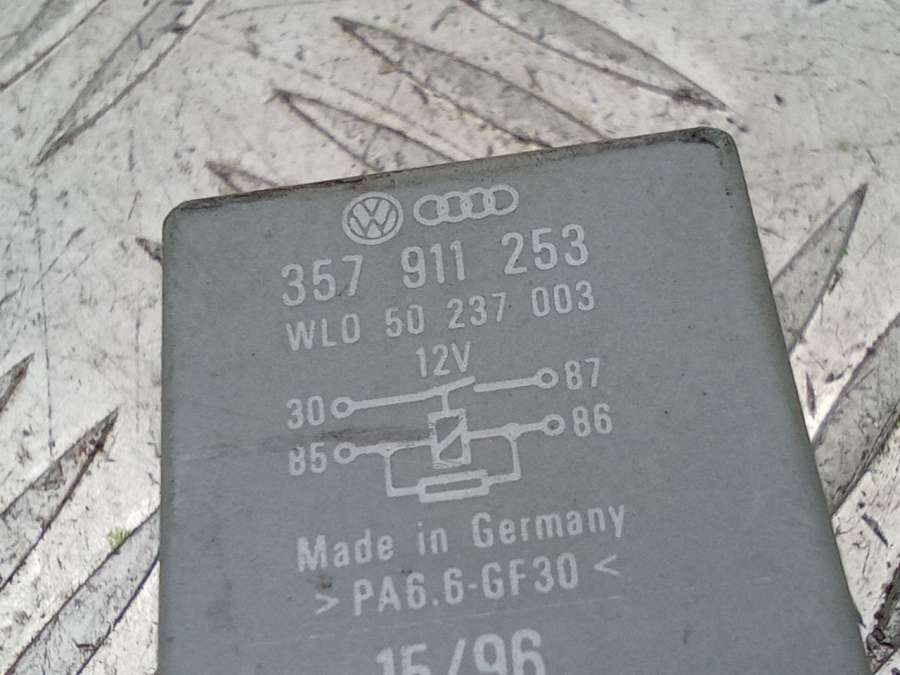 357 911 253
WL0 50 237 003
12V
30 87
85 86
Made in Germany
>PA6.6-GF30<
15/96